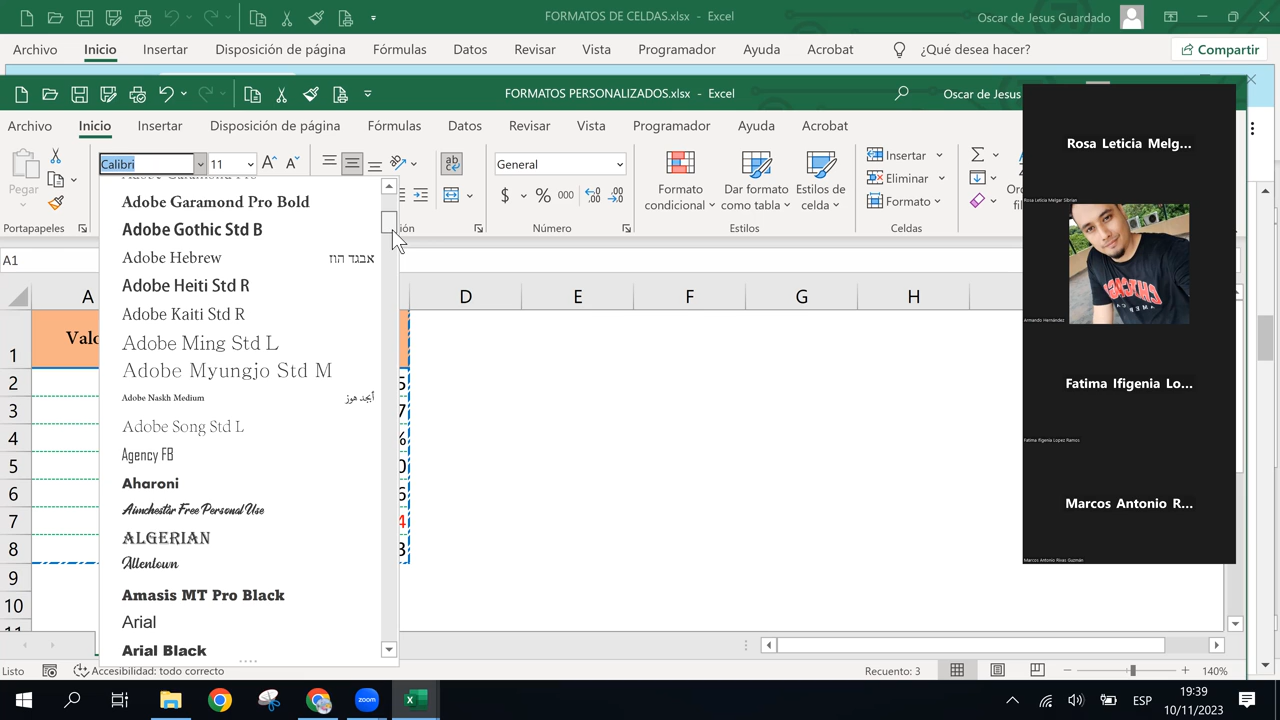 FORMATOS DE CELDAS.xlsx - Excel
Oscar de Jesus Guardado
Archivo Inicio Insertar Disposición de página Fórmulas Datos Revisar Vista Programador Ayuda Acrobat ¿Qué desea hacer? Compartir
FORMATOS PERSONALIZADOS.xlsx - Excel
Oscar de Jesus
Archivo Inicio Insertar Disposición de página Fórmulas Datos Revisar Vista Programador Ayuda Acrobat
Pegar
Portapapeles
Calibri 11
General
$ % 000
Número
Formato condicional
Dar formato como tabla
Estilos de celda
Estilos
Insertar
Eliminar
Formato
Celdas
A1
A D E F G H
1
2
3
4
5
6
7
8
9
10
Adobe Garamond Pro Bold
Adobe Gothic Std B
Adobe Hebrew אבגד הוז
Adobe Heiti Std R
Adobe Kaiti Std R
Adobe Ming Std L
Adobe Myungjo Std M
Adobe Naskh Medium أبجد هوز
Adobe Song Std L
Agency FB
Aharoni
Aimchestar Free Personal Use
ALGERIAN
Allentown
Amasis MT Pro Black
Arial
Arial Black
Rosa Leticia Melg...
Rosa Leticia Melgar Sibrian
Armando Hernández
Fatima Ifigenia Lo...
Fatima Ifigenia Lopez Ramos
Marcos Antonio R...
Marcos Antonio Rivas Guzmán
Listo
Accesibilidad: todo correcto
Recuento: 3
140%
zoom
ESP
19:39
10/11/2023